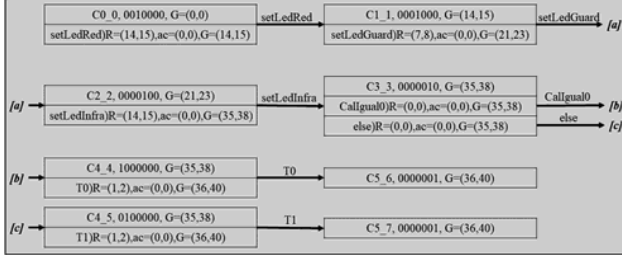 C0_0, 0010000, G=(0,0)
setLedRed)R=(14,15),ac=(0,0),G=(14,15)
setLedRed
C1_1, 0001000, G=(14,15)
setLedGuard)R=(7,8),ac=(0,0),G=(21,23)
setLedGuard
[a]
[a]
C2_2, 0000100, G=(21,23)
setLedInfra)R=(14,15),ac=(0,0),G=(35,38)
setLedInfra
C3_3, 0000010, G=(35,38)
CalIgual0)R=(0,0),ac=(0,0),G=(35,38)
else)R=(0,0),ac=(0,0),G=(35,38)
CalIgual0
[b]
else
[c]
[b]
C4_4, 1000000, G=(35,38)
T0)R=(1,2),ac=(0,0),G=(36,40)
T0
C5_6, 0000001, G=(36,40)
[c]
C4_5, 0100000, G=(35,38)
T1)R=(1,2),ac=(0,0),G=(36,40)
T1
C5_7, 0000001, G=(36,40)